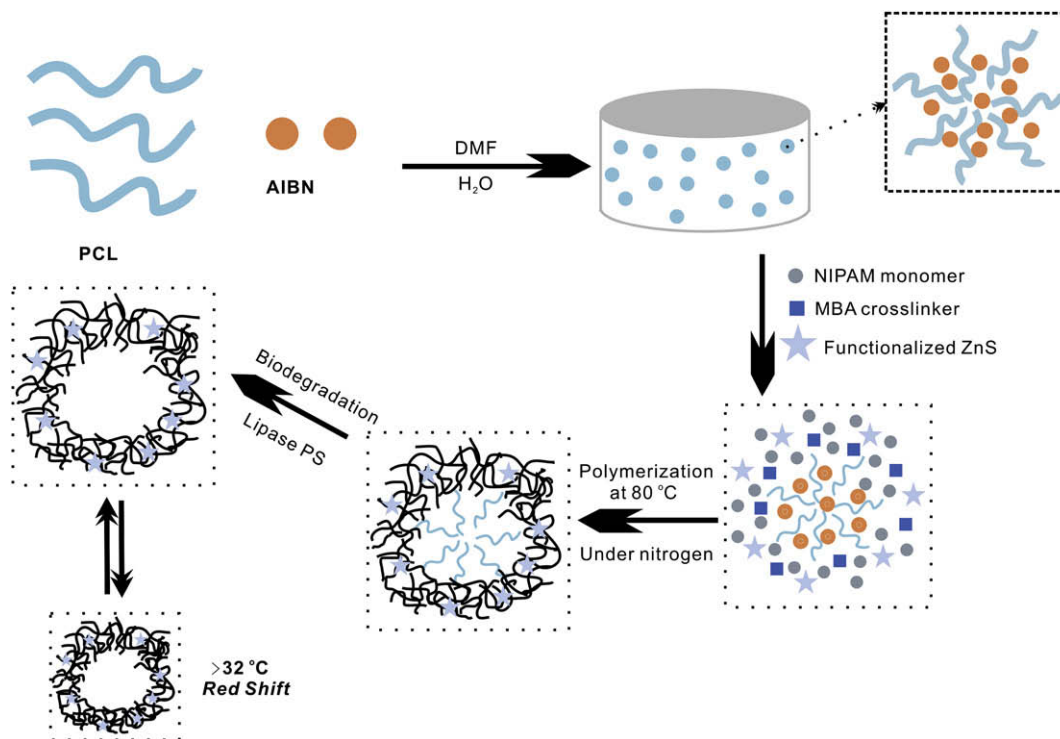 PCL
AIBN
DMF
H₂O
NIPAM monomer
MBA crosslinker
Functionalized ZnS
Polymerization
at 80 °C
Under nitrogen
Biodegradation
Lipase PS
>32 °C
Red Shift